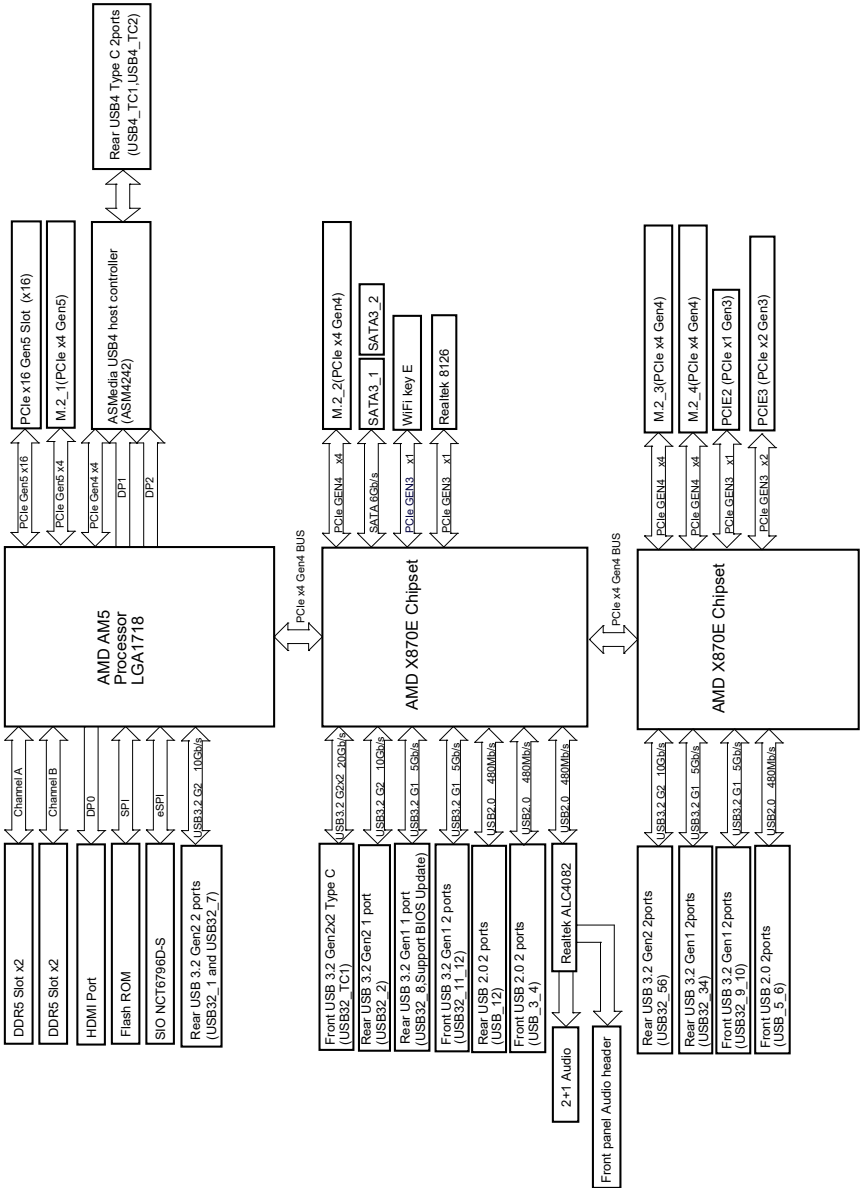 Rear USB4 Type C 2ports
(USB4_TC1,USB4_TC2)
PCIe x16 Gen5 Slot (x16)
M.2_1(PCIe x4 Gen5)
ASMedia USB4 host controller
(ASM4242)
PCIe Gen5 x16
PCIe Gen5 x4
PCIe Gen4 x4
DP1
DP2
AMD AM5
Processor
LGA1718
Channel A
Channel B
DP0
SPI
eSPI
USB3.2 G2 10Gb/s
DDR5 Slot x2
DDR5 Slot x2
HDMI Port
Flash ROM
SIO NCT6796D-S
Rear USB 3.2 Gen2 2 ports
(USB32_1 and USB32_7)
PCIe x4 Gen4 BUS
M.2_2(PCIe x4 Gen4)
SATA3_1
SATA3_2
WiFi key E
Realtek 8126
PCIe GEN4 x4
SATA 6Gb/s
PCIe GEN3 x1
PCIe GEN3 x1
AMD X870E Chipset
USB3.2 G2x2 20Gb/s
USB3.2 G2 10Gb/s
USB3.2 G1 5Gb/s
USB3.2 G1 5Gb/s
USB2.0 480Mb/s
USB2.0 480Mb/s
USB2.0 480Mb/s
Front USB 3.2 Gen2x2 Type C
(USB32_TC1)
Rear USB 3.2 Gen2 1 port
(USB32_2)
Rear USB 3.2 Gen1 1 port
(USB32_8,Support BIOS Update)
Front USB 3.2 Gen1 2 ports
(USB32_11_12)
Rear USB 2.0 2 ports
(USB_12)
Front USB 2.0 2 ports
(USB_3_4)
Realtek ALC4082
2+1 Audio
Front panel Audio header
PCIe x4 Gen4 BUS
M.2_3(PCIe x4 Gen4)
M.2_4(PCIe x4 Gen4)
PCIE2 (PCIe x1 Gen3)
PCIE3 (PCIe x2 Gen3)
PCIe GEN4 x4
PCIe GEN4 x4
PCIe GEN3 x1
PCIe GEN3 x2
AMD X870E Chipset
USB3.2 G2 10Gb/s
USB3.2 G1 5Gb/s
USB3.2 G1 5Gb/s
USB2.0 480Mb/s
Rear USB 3.2 Gen2 2ports
(USB32_56)
Rear USB 3.2 Gen1 2ports
(USB32_34)
Front USB 3.2 Gen1 2ports
(USB32_9_10)
Front USB 2.0 2ports
(USB_5_6)